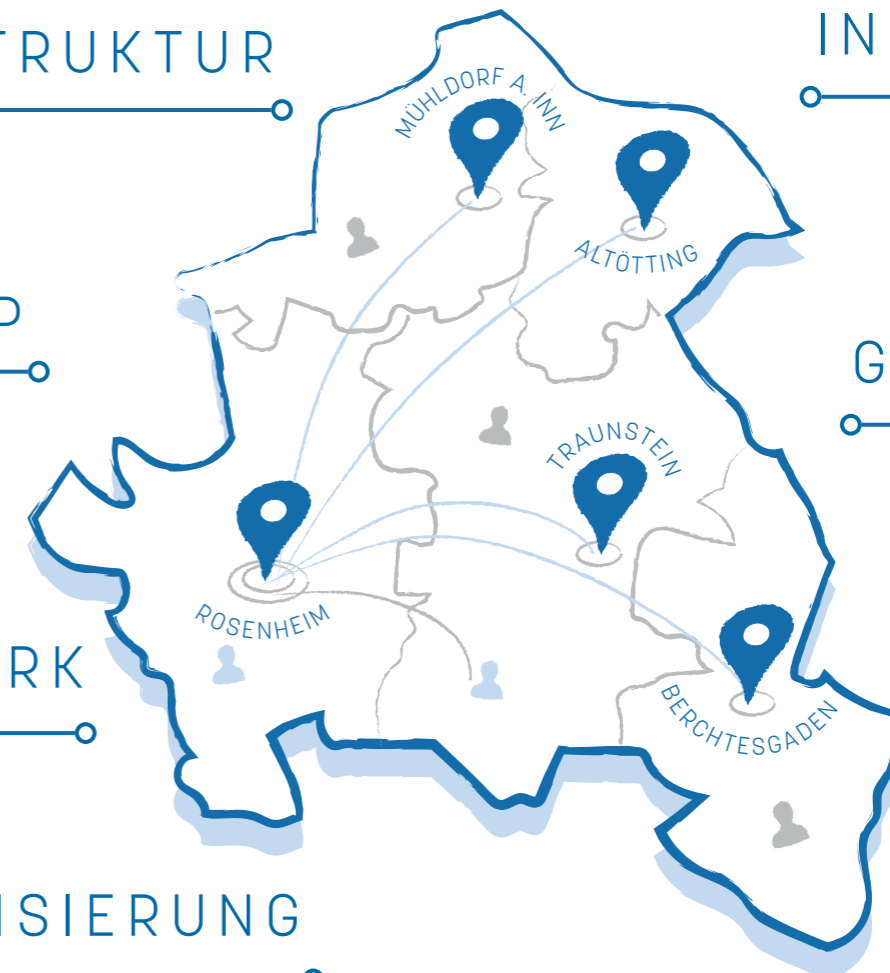 TRUKTUR
IN
MÜHLDORF A. INN
ALTÖTTING
D
G
TRAUNSTEIN
ROSENHEIM
RK
BERCHTESGADEN
ISIERUNG